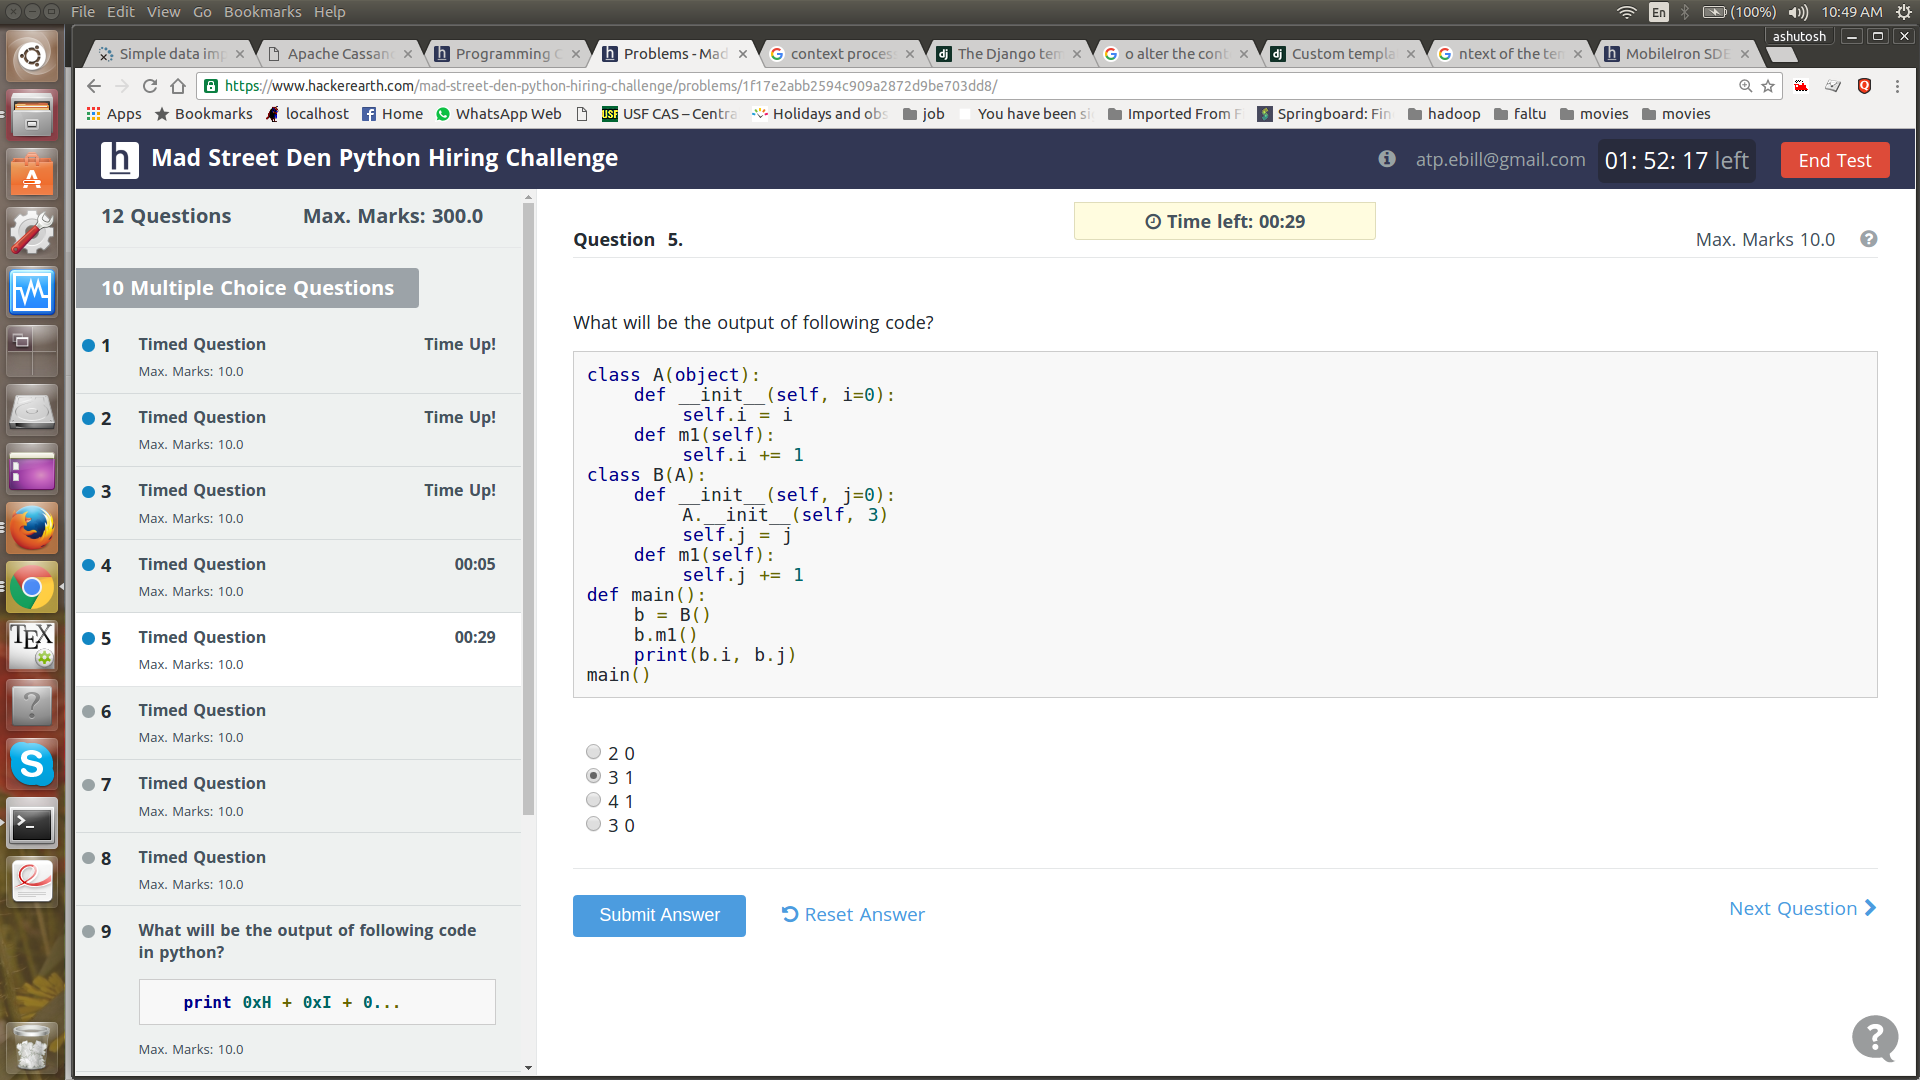 File Edit View Go Bookmarks Help
En (100%) 10:49 AM
ashutosh
Simple data imp
Apache Cassan
Programming C
Problems - Mad
context proces
The Django tem
o alter the cont
Custom templa
ntext of the tem
MobileIron SDE
https://www.hackerearth.com/mad-street-den-python-hiring-challenge/problems/1f17e2abb2594c909a2872d9be703dd8/
Apps Bookmarks localhost Home WhatsApp Web USF CAS – Centra Holidays and obs job You have been si Imported From F Springboard: Fin hadoop faltu movies movies
h Mad Street Den Python Hiring Challenge
atp.ebill@gmail.com 01: 52: 17 left End Test
12 Questions Max. Marks: 300.0
10 Multiple Choice Questions
1 Timed Question Time Up!
Max. Marks: 10.0
2 Timed Question Time Up!
Max. Marks: 10.0
3 Timed Question Time Up!
Max. Marks: 10.0
4 Timed Question 00:05
Max. Marks: 10.0
5 Timed Question 00:29
Max. Marks: 10.0
6 Timed Question
Max. Marks: 10.0
7 Timed Question
Max. Marks: 10.0
8 Timed Question
Max. Marks: 10.0
9 What will be the output of following code
in python?
print 0xH + 0xI + 0...
Max. Marks: 10.0
Time left: 00:29
Question 5.
Max. Marks 10.0
What will be the output of following code?
class A(object):
def __init__(self, i=0):
self.i = i
def m1(self):
self.i += 1
class B(A):
def __init__(self, j=0):
A.__init__(self, 3)
self.j = j
def m1(self):
self.j += 1
def main():
b = B()
b.m1()
print(b.i, b.j)
main()
2 0
3 1
4 1
3 0
Submit Answer Reset Answer
Next Question